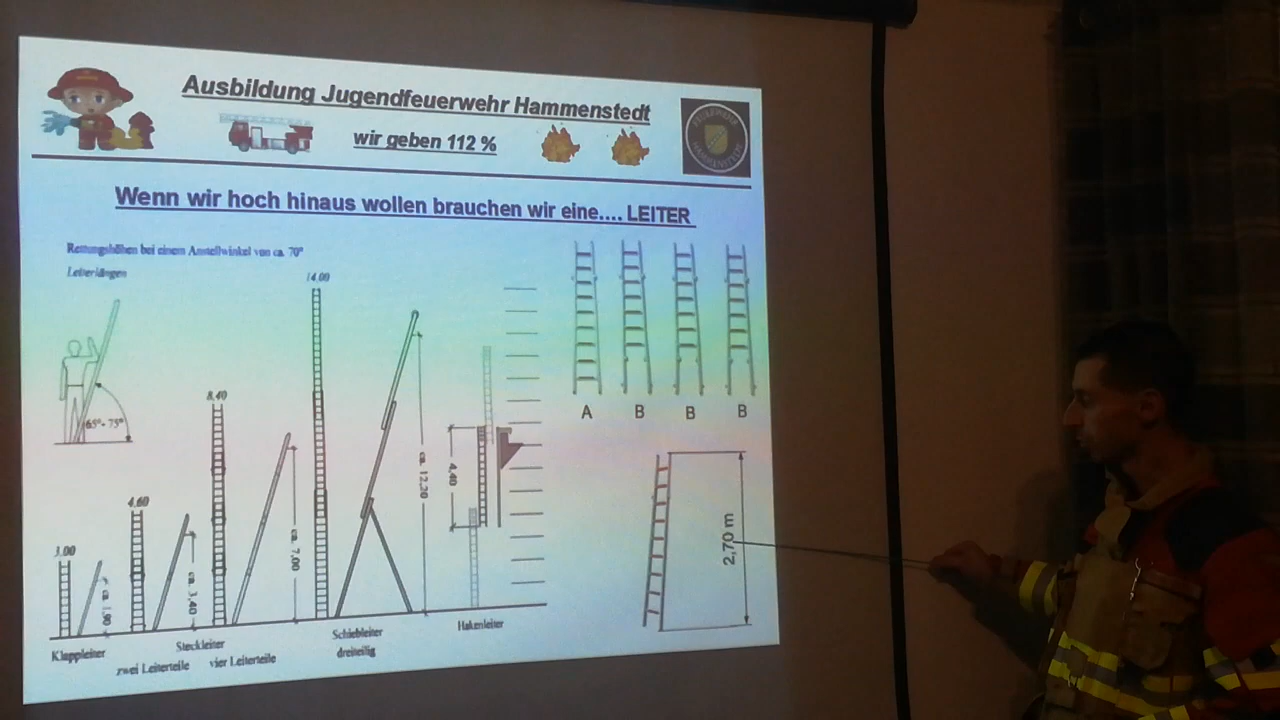 Ausbildung Jugendfeuerwehr Hammenstedt
wir geben 112 %
FEUERWEHR
HAMMENSTEDT
Wenn wir hoch hinaus wollen brauchen wir eine.... LEITER
Rettungshöhen bei einem Anstellwinkel von ca. 70°
Leiterlängen
65°- 75°
3,00
ca. 1,80
4,60
ca. 3,40
8,40
ca. 7,00
14,00
ca. 12,20
4,40
A
B
B
B
2,70 m
Klappleiter
Steckleiter
zwei Leiterteile
vier Leiterteile
Schiebleiter
dreiteilig
Hakenleiter